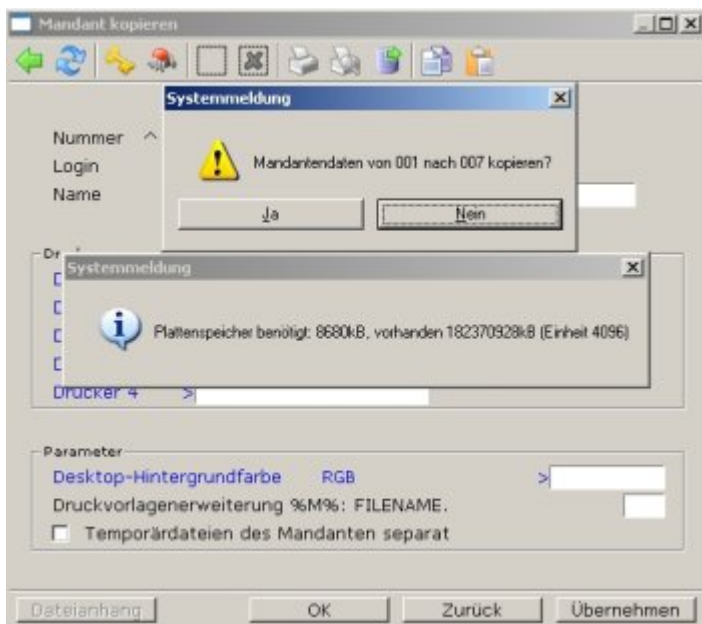 Mandant kopieren
Systemmeldung
Nummer ^
Login
Name
Mandantendaten von 001 nach 007 kopieren?
Ja
Nein
Systemmeldung
Plattenspeicher benötigt: 8680kB, vorhanden 182370928kB (Einheit 4096)
Drucker 4 >
Parameter
Desktop-Hintergrundfarbe RGB >
Druckvorlagenerweiterung %M%: FILENAME.
Temporärdateien des Mandanten separat
Dateianhang
OK
Zurück
Übernehmen